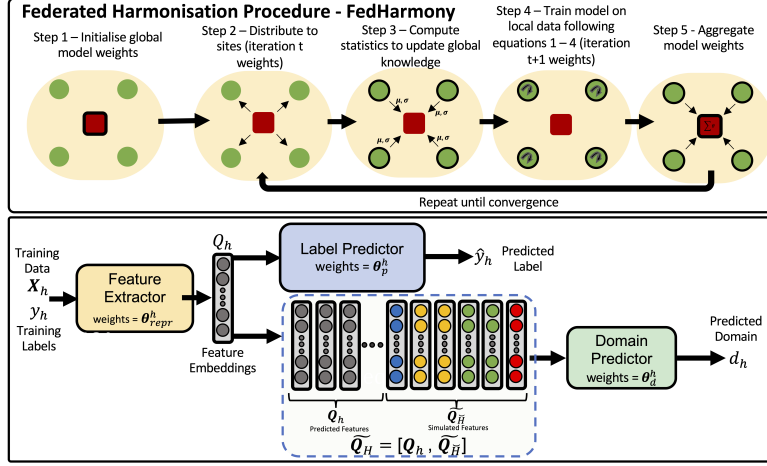 Federated Harmonisation Procedure - FedHarmony
Step 1 – Initialise global
model weights
Step 2 – Distribute to
sites (iteration t
weights)
Step 3 – Compute
statistics to update global
knowledge
Step 4 – Train model on
local data following
equations 1 – 4 (iteration
t+1 weights)
Step 5 - Aggregate
model weights
μ, σ
μ, σ
μ, σ
μ, σ
Σ
Repeat until convergence
Training
Data
X_h
y_h
Training
Labels
Feature
Extractor
weights = θ^h_repr
Q_h
Feature
Embeddings
Label Predictor
weights = θ^h_p
ŷ_h
Predicted
Label
Q_h
Predicted Features
Q̃_H̃
Simulated Features
Q̃_H = [Q_h , Q̃_H̃]
Domain
Predictor
weights = θ^h_d
Predicted
Domain
d_h